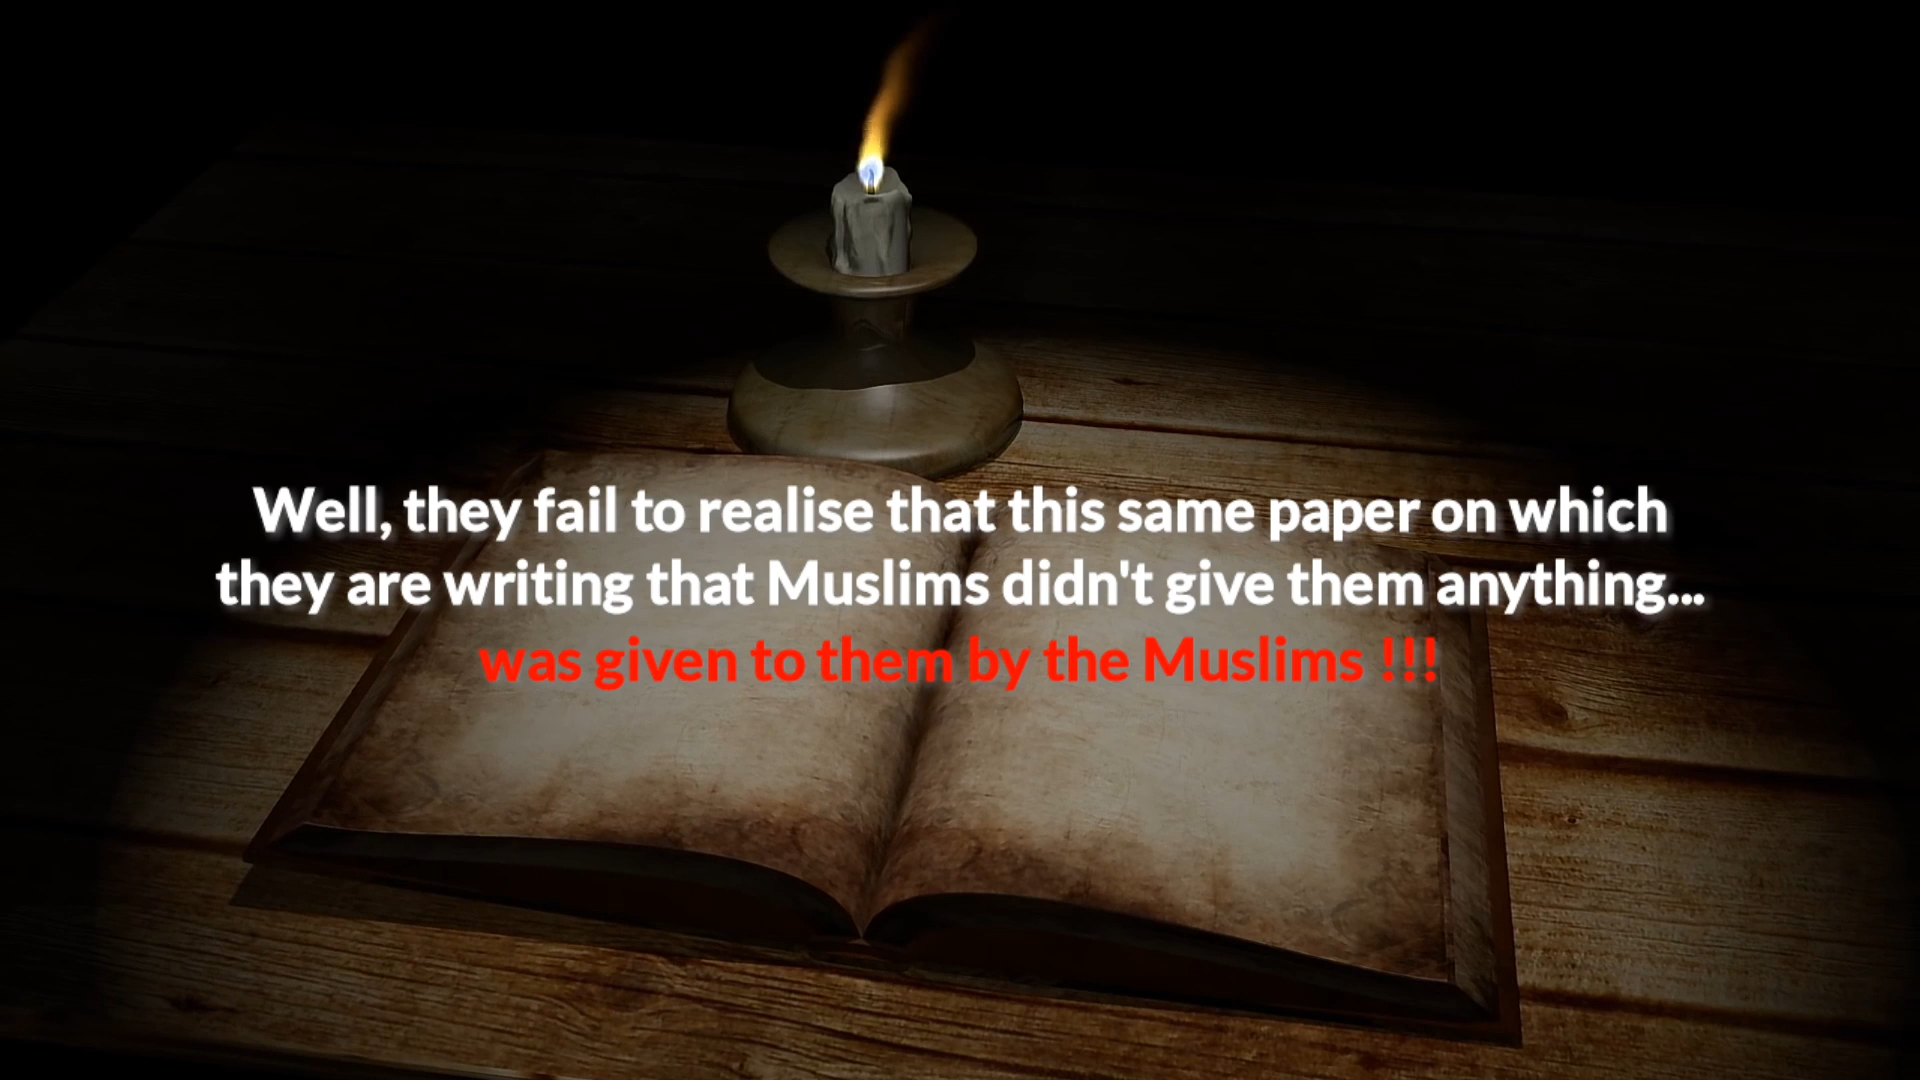 Well, they fail to realise that this same paper on which
they are writing that Muslims didn't give them anything...
was given to them by the Muslims !!!